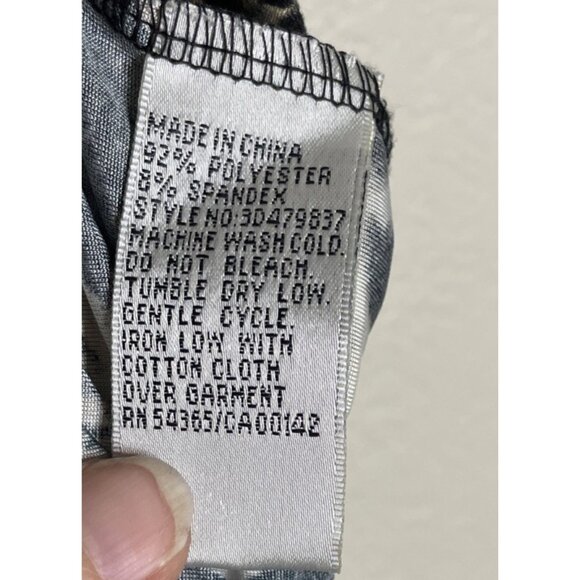 MADE IN CHINA
92% POLYESTER
8% SPANDEX
STYLE NO:3D479837
MACHINE WASH COLD.
DO NOT BLEACH.
TUMBLE DRY LOW.
GENTLE CYCLE.
IRON LOW WITH
COTTON CLOTH
OVER GARMENT
RN 54365/CA00142